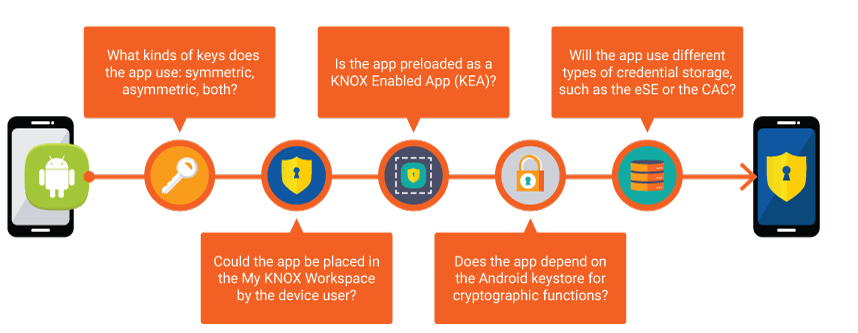 What kinds of keys does
the app use: symmetric,
asymmetric, both?
Could the app be placed in
the My KNOX Workspace
by the device user?
Is the app preloaded as a
KNOX Enabled App (KEA)?
Does the app depend on
the Android keystore for
cryptographic functions?
Will the app use different
types of credential storage,
such as the eSE or the CAC?